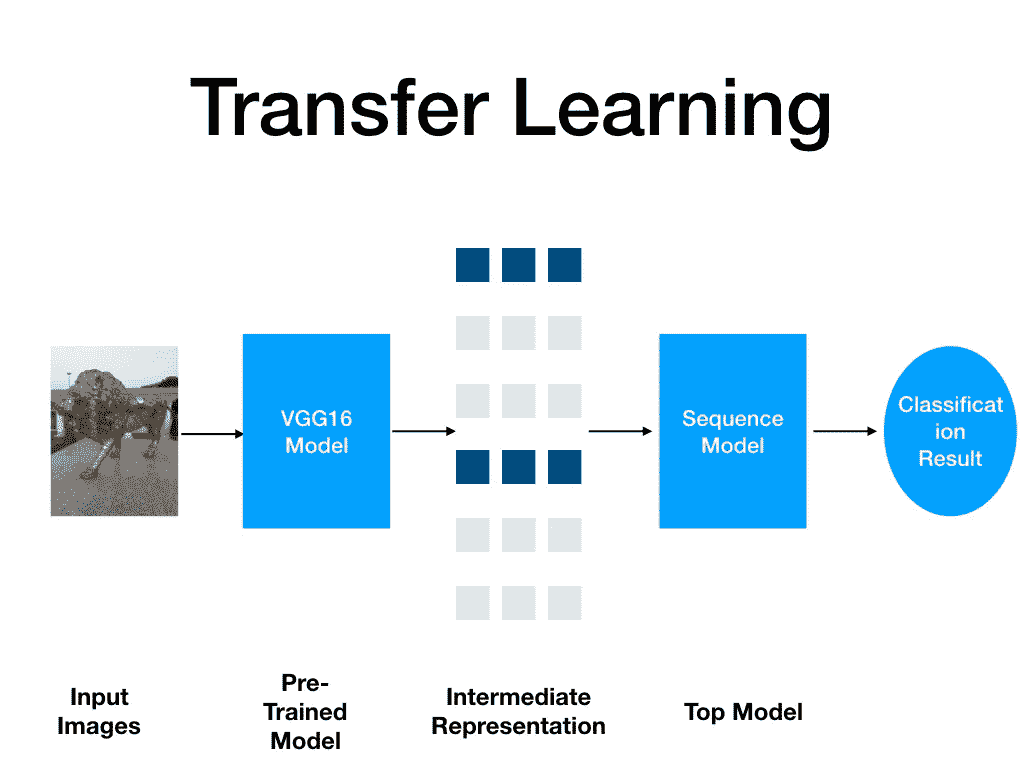 Transfer Learning
VGG16
Model
Sequence
Model
Classificat
ion
Result
Input
Images
Pre-
Trained
Model
Intermediate
Representation
Top Model